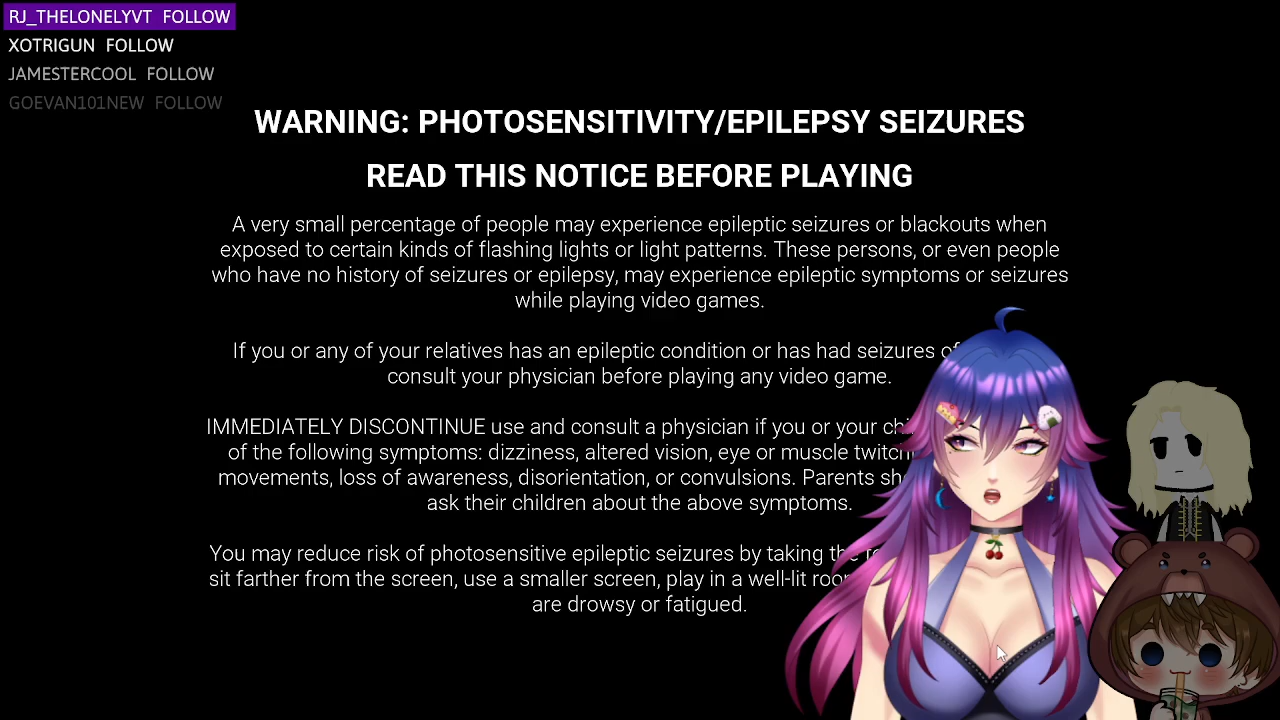 RJ_THELONELYVT FOLLOW
XOTRIGUN FOLLOW
JAMESTERCOOL FOLLOW
GOEVAN101NEW FOLLOW
WARNING: PHOTOSENSITIVITY/EPILEPSY SEIZURES
READ THIS NOTICE BEFORE PLAYING
A very small percentage of people may experience epileptic seizures or blackouts when
exposed to certain kinds of flashing lights or light patterns. These persons, or even people
who have no history of seizures or epilepsy, may experience epileptic symptoms or seizures
while playing video games.
If you or any of your relatives has an epileptic condition or has had seizures
consult your physician before playing any video game.
IMMEDIATELY DISCONTINUE use and consult a physician if you or your
of the following symptoms: dizziness, altered vision, eye or muscle
movements, loss of awareness, disorientation, or convulsions. Parents
ask their children about the above symptoms.
You may reduce risk of photosensitive epileptic seizures by taking the
sit farther from the screen, use a smaller screen, play in a well-lit
are drowsy or fatigued.